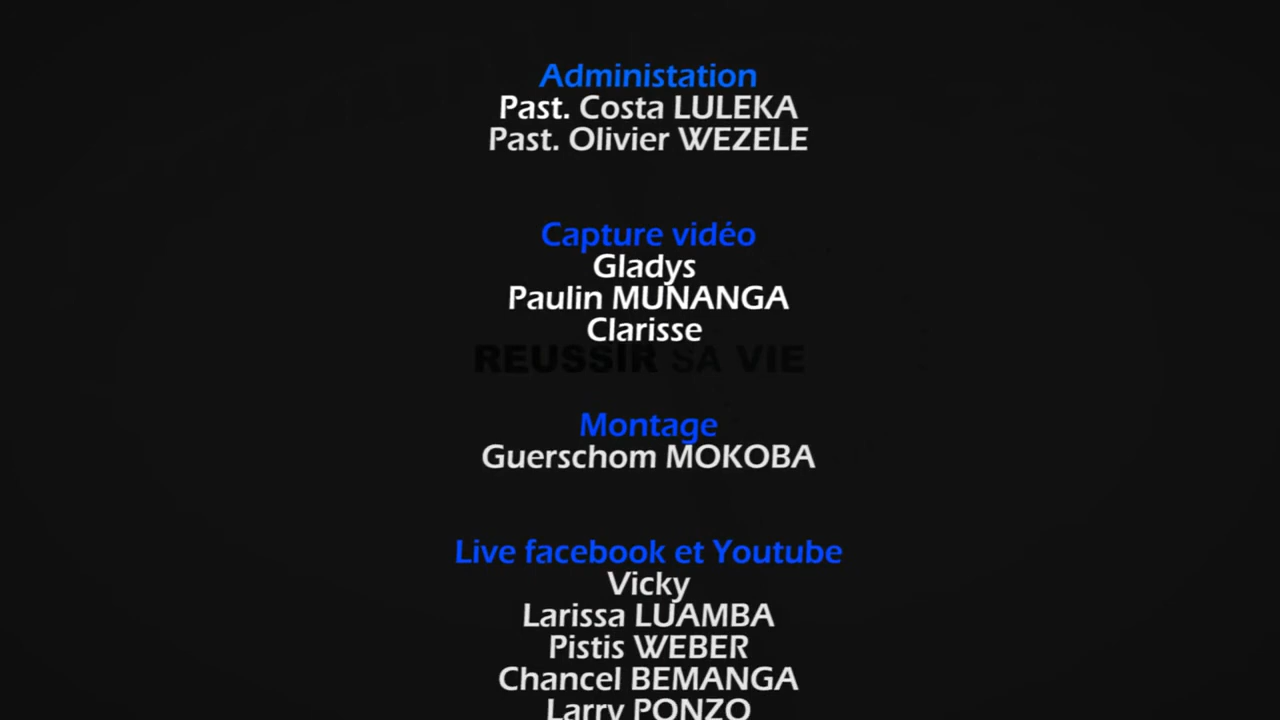 Administation
Past. Costa LULEKA
Past. Olivier WEZELE
Capture vidéo
Gladys
Paulin MUNANGA
Clarisse
REUSSIR SA VIE
Montage
Guerschom MOKOBA
Live facebook et Youtube
Vicky
Larissa LUAMBA
Pistis WEBER
Chancel BEMANGA
Larry PONZO